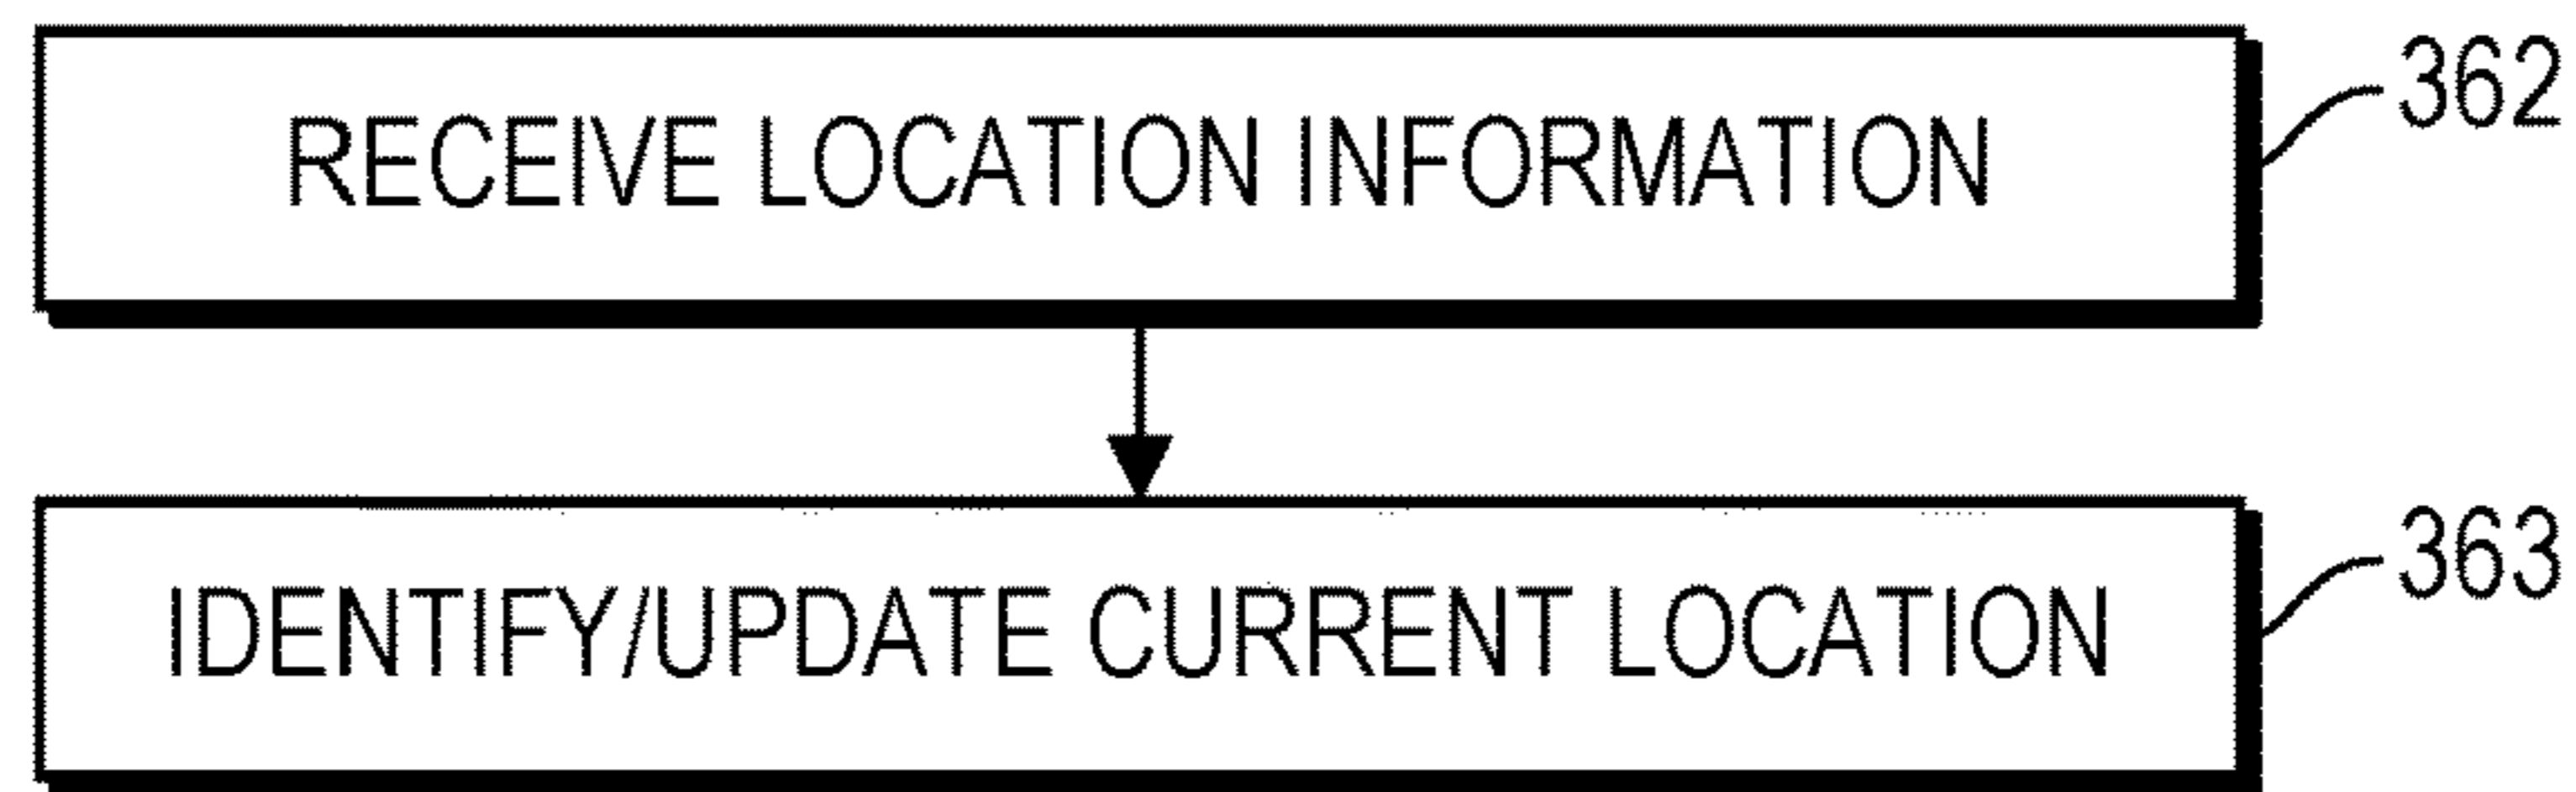 RECEIVE LOCATION INFORMATION
362
IDENTIFY/UPDATE CURRENT LOCATION
363